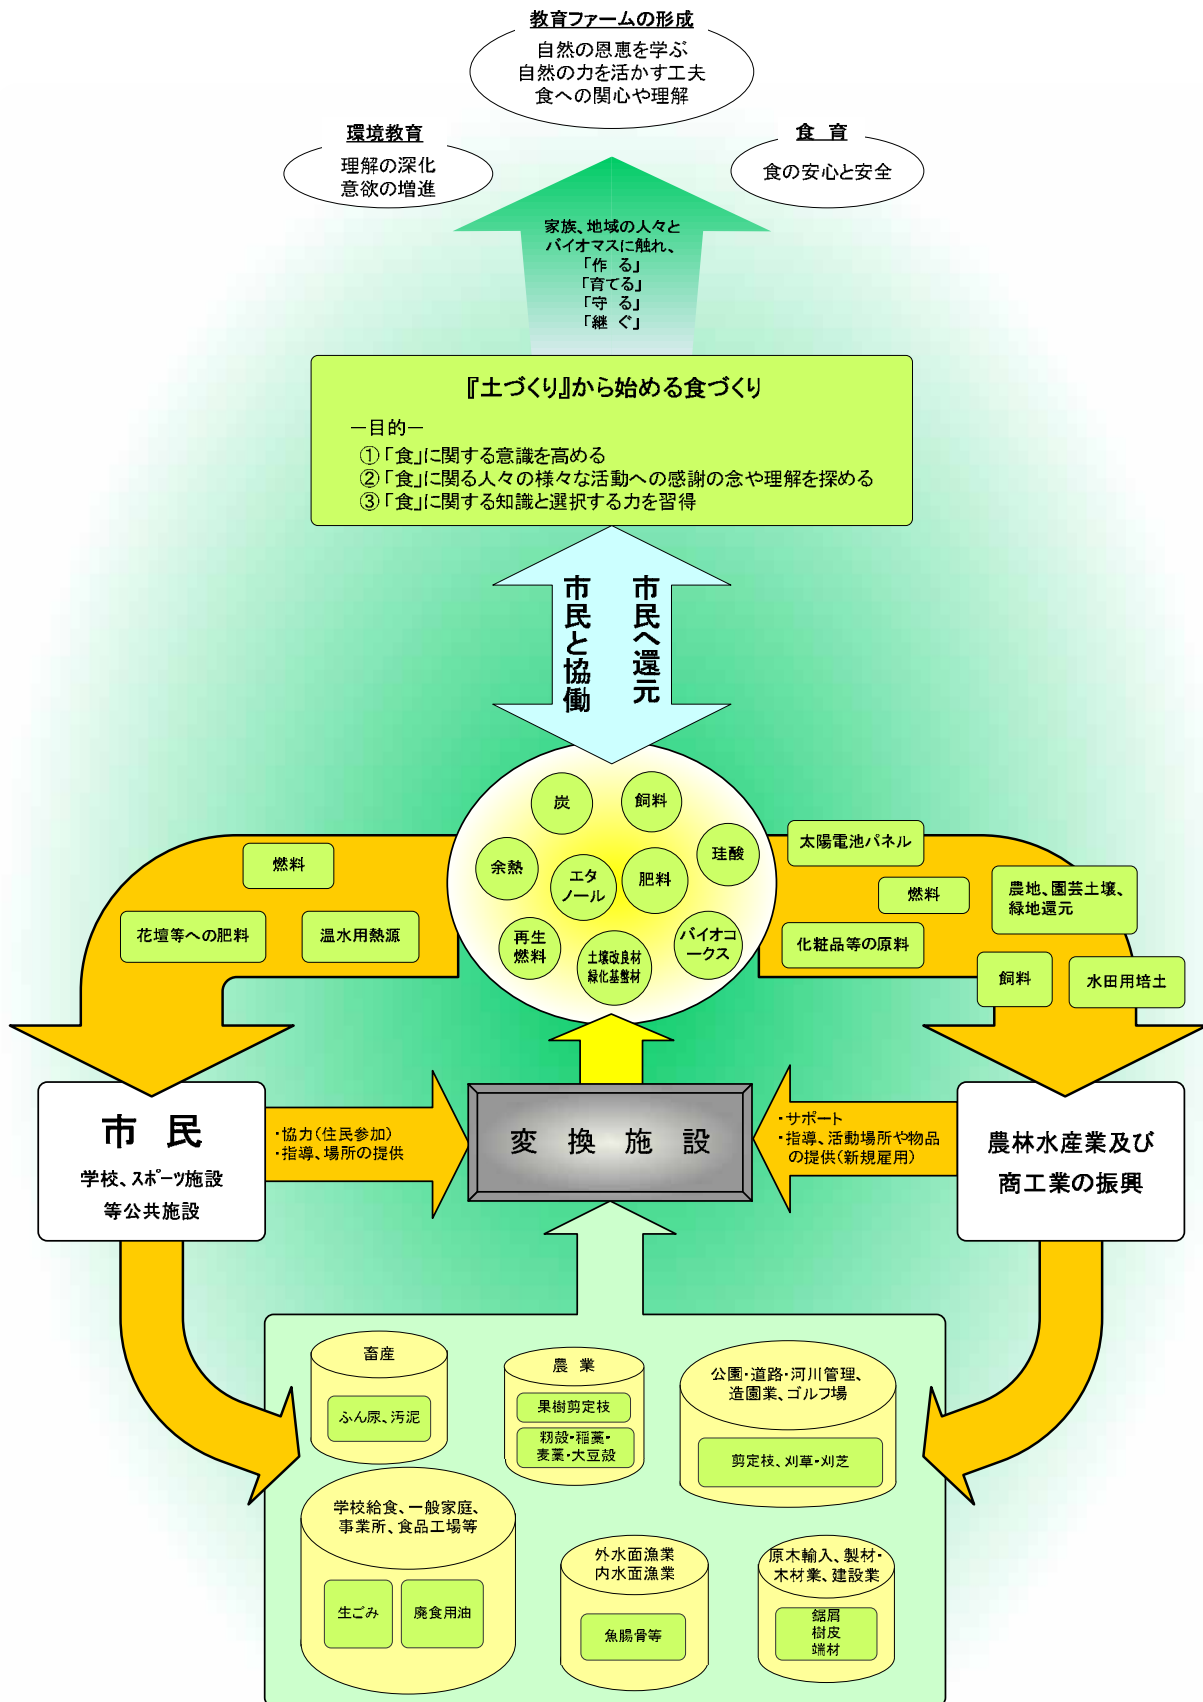 教育ファームの形成
自然の恩恵を学ぶ
自然の力を活かす工夫
食への関心や理解
環境教育
理解の深化
意欲の増進
食 育
食の安心と安全
家族、地域の人々と
バイオマスに触れ、
「作 る」
「育てる」
「守 る」
「継 ぐ」
『土づくり』から始める食づくり
－目的－
①「食」に関する意識を高める
②「食」に関る人々の様々な活動への感謝の念や理解を探める
③「食」に関する知識と選択する力を習得
市民と協働
市民へ還元
炭
飼料
余熱
エタ
ノール
肥料
珪酸
再生
燃料
土壌改良材
緑化基盤材
バイオコ
ークス
燃料
花壇等への肥料
温水用熱源
太陽電池パネル
燃料
農地、園芸土壌、
緑地還元
化粧品等の原料
飼料
水田用培土
市 民
学校、スポーツ施設
等公共施設
・協力(住民参加)
・指導、場所の提供
変 換 施 設
・サポート
・指導、活動場所や物品
の提供(新規雇用)
農林水産業及び
商工業の振興
畜産
ふん尿、汚泥
農 業
果樹剪定枝
籾殻・稲藁・
麦藁・大豆殻
公園・道路・河川管理、
造園業、ゴルフ場
剪定枝、刈草・刈芝
学校給食、一般家庭、
事業所、食品工場等
生ごみ
廃食用油
外水面漁業
内水面漁業
魚腸骨等
原木輸入、製材・
木材業、建設業
鋸屑
樹皮
端材